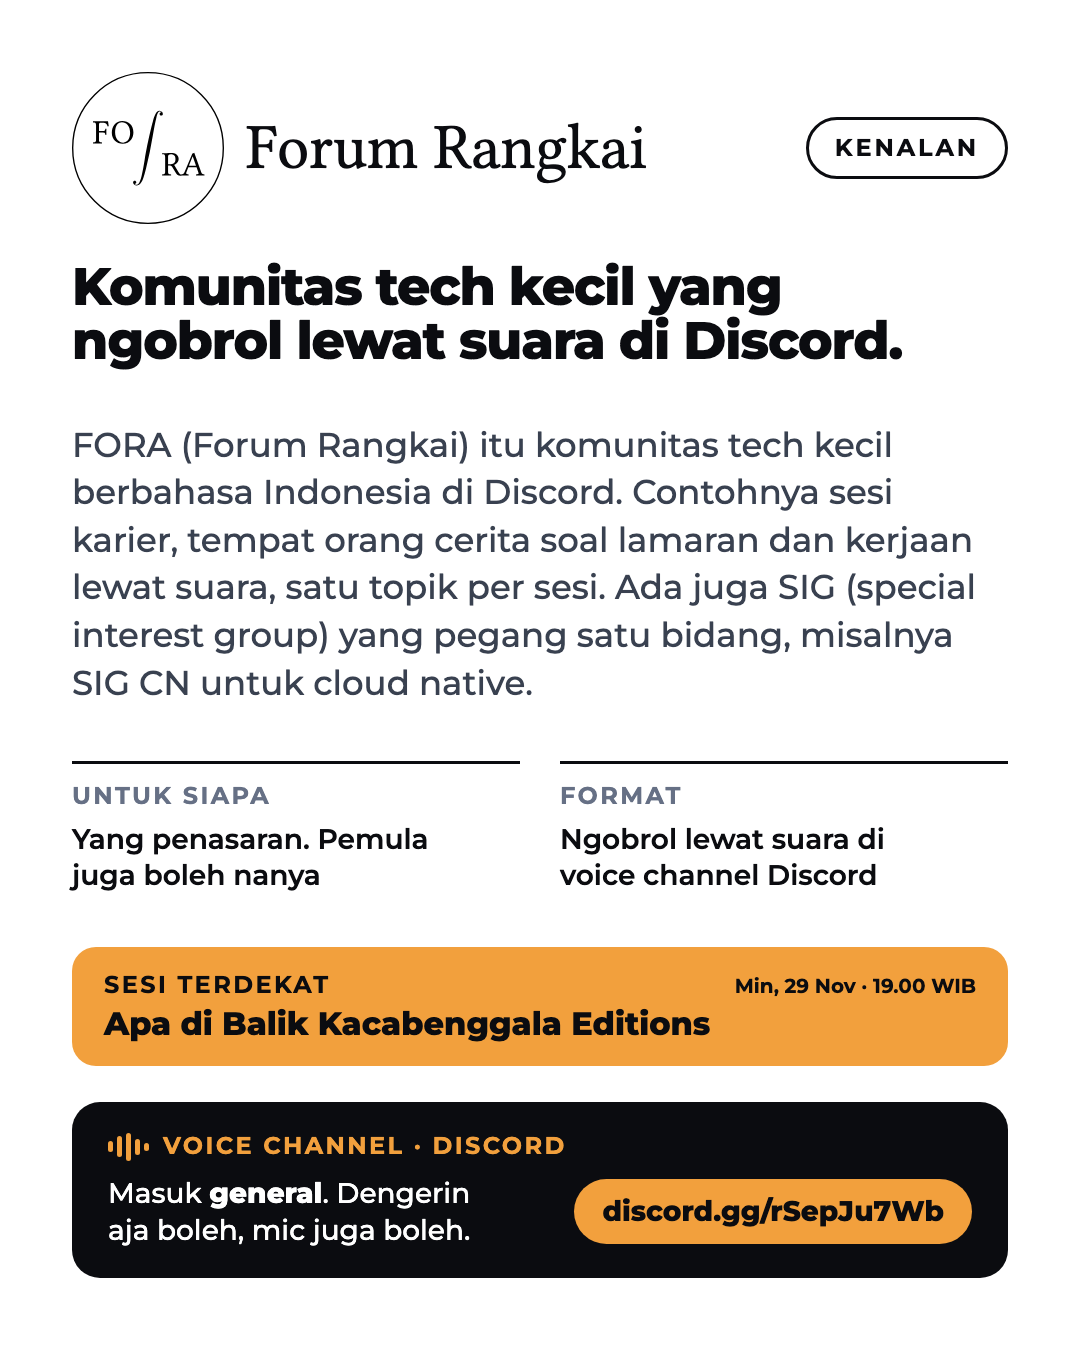 FO
RA
Forum Rangkai
KENALAN
Komunitas tech kecil yang
ngobrol lewat suara di Discord.
FORA (Forum Rangkai) itu komunitas tech kecil
berbahasa Indonesia di Discord. Contohnya sesi
karier, tempat orang cerita soal lamaran dan kerjaan
lewat suara, satu topik per sesi. Ada juga SIG (special
interest group) yang pegang satu bidang, misalnya
SIG CN untuk cloud native.
UNTUK SIAPA
Yang penasaran. Pemula
juga boleh nanya
FORMAT
Ngobrol lewat suara di
voice channel Discord
SESI TERDEKAT
Min, 29 Nov · 19.00 WIB
Apa di Balik Kacabenggala Editions
VOICE CHANNEL · DISCORD
Masuk general. Dengerin
aja boleh, mic juga boleh.
discord.gg/rSepJu7Wb